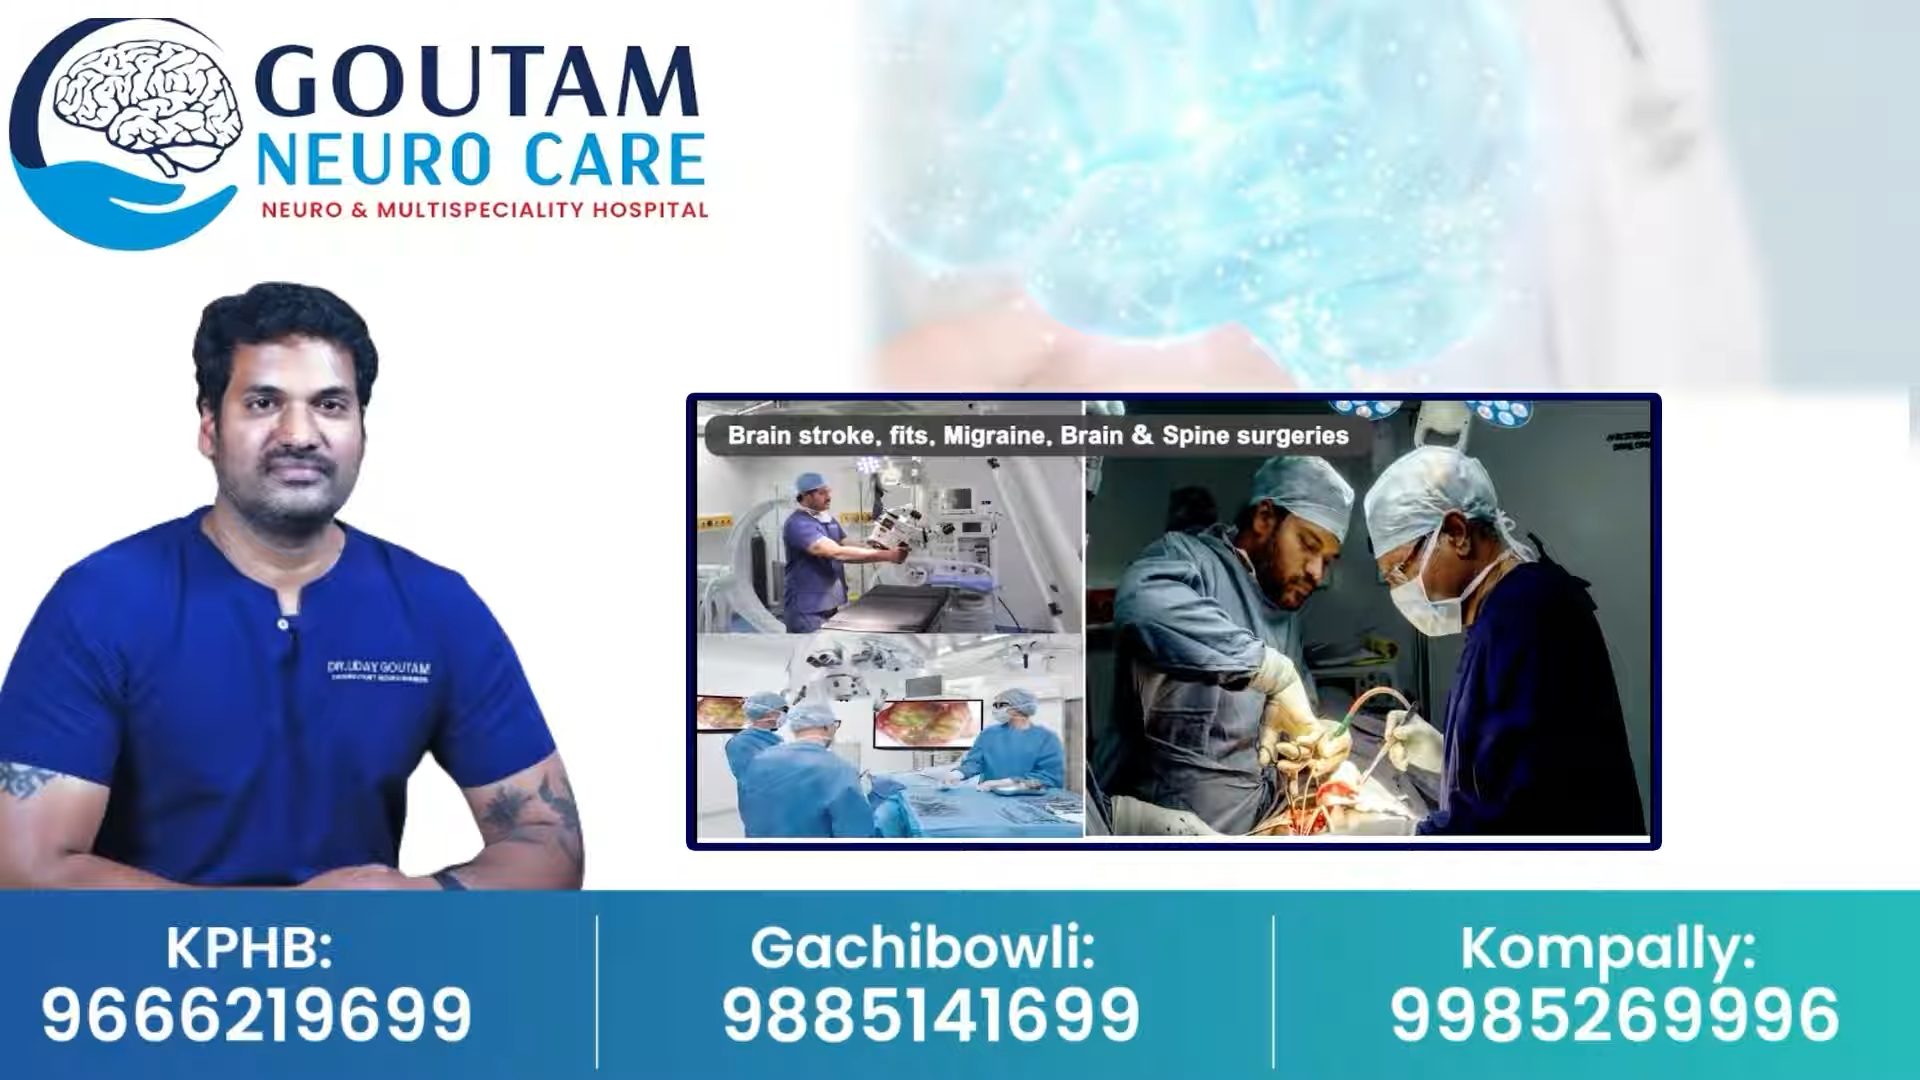 GOUTAM
NEURO CARE
NEURO & MULTISPECIALITY HOSPITAL
Brain stroke, fits, Migraine, Brain & Spine surgeries
DR.UDAY GOUTAM
KPHB:
9666219699
Gachibowli:
9885141699
Kompally:
9985269996